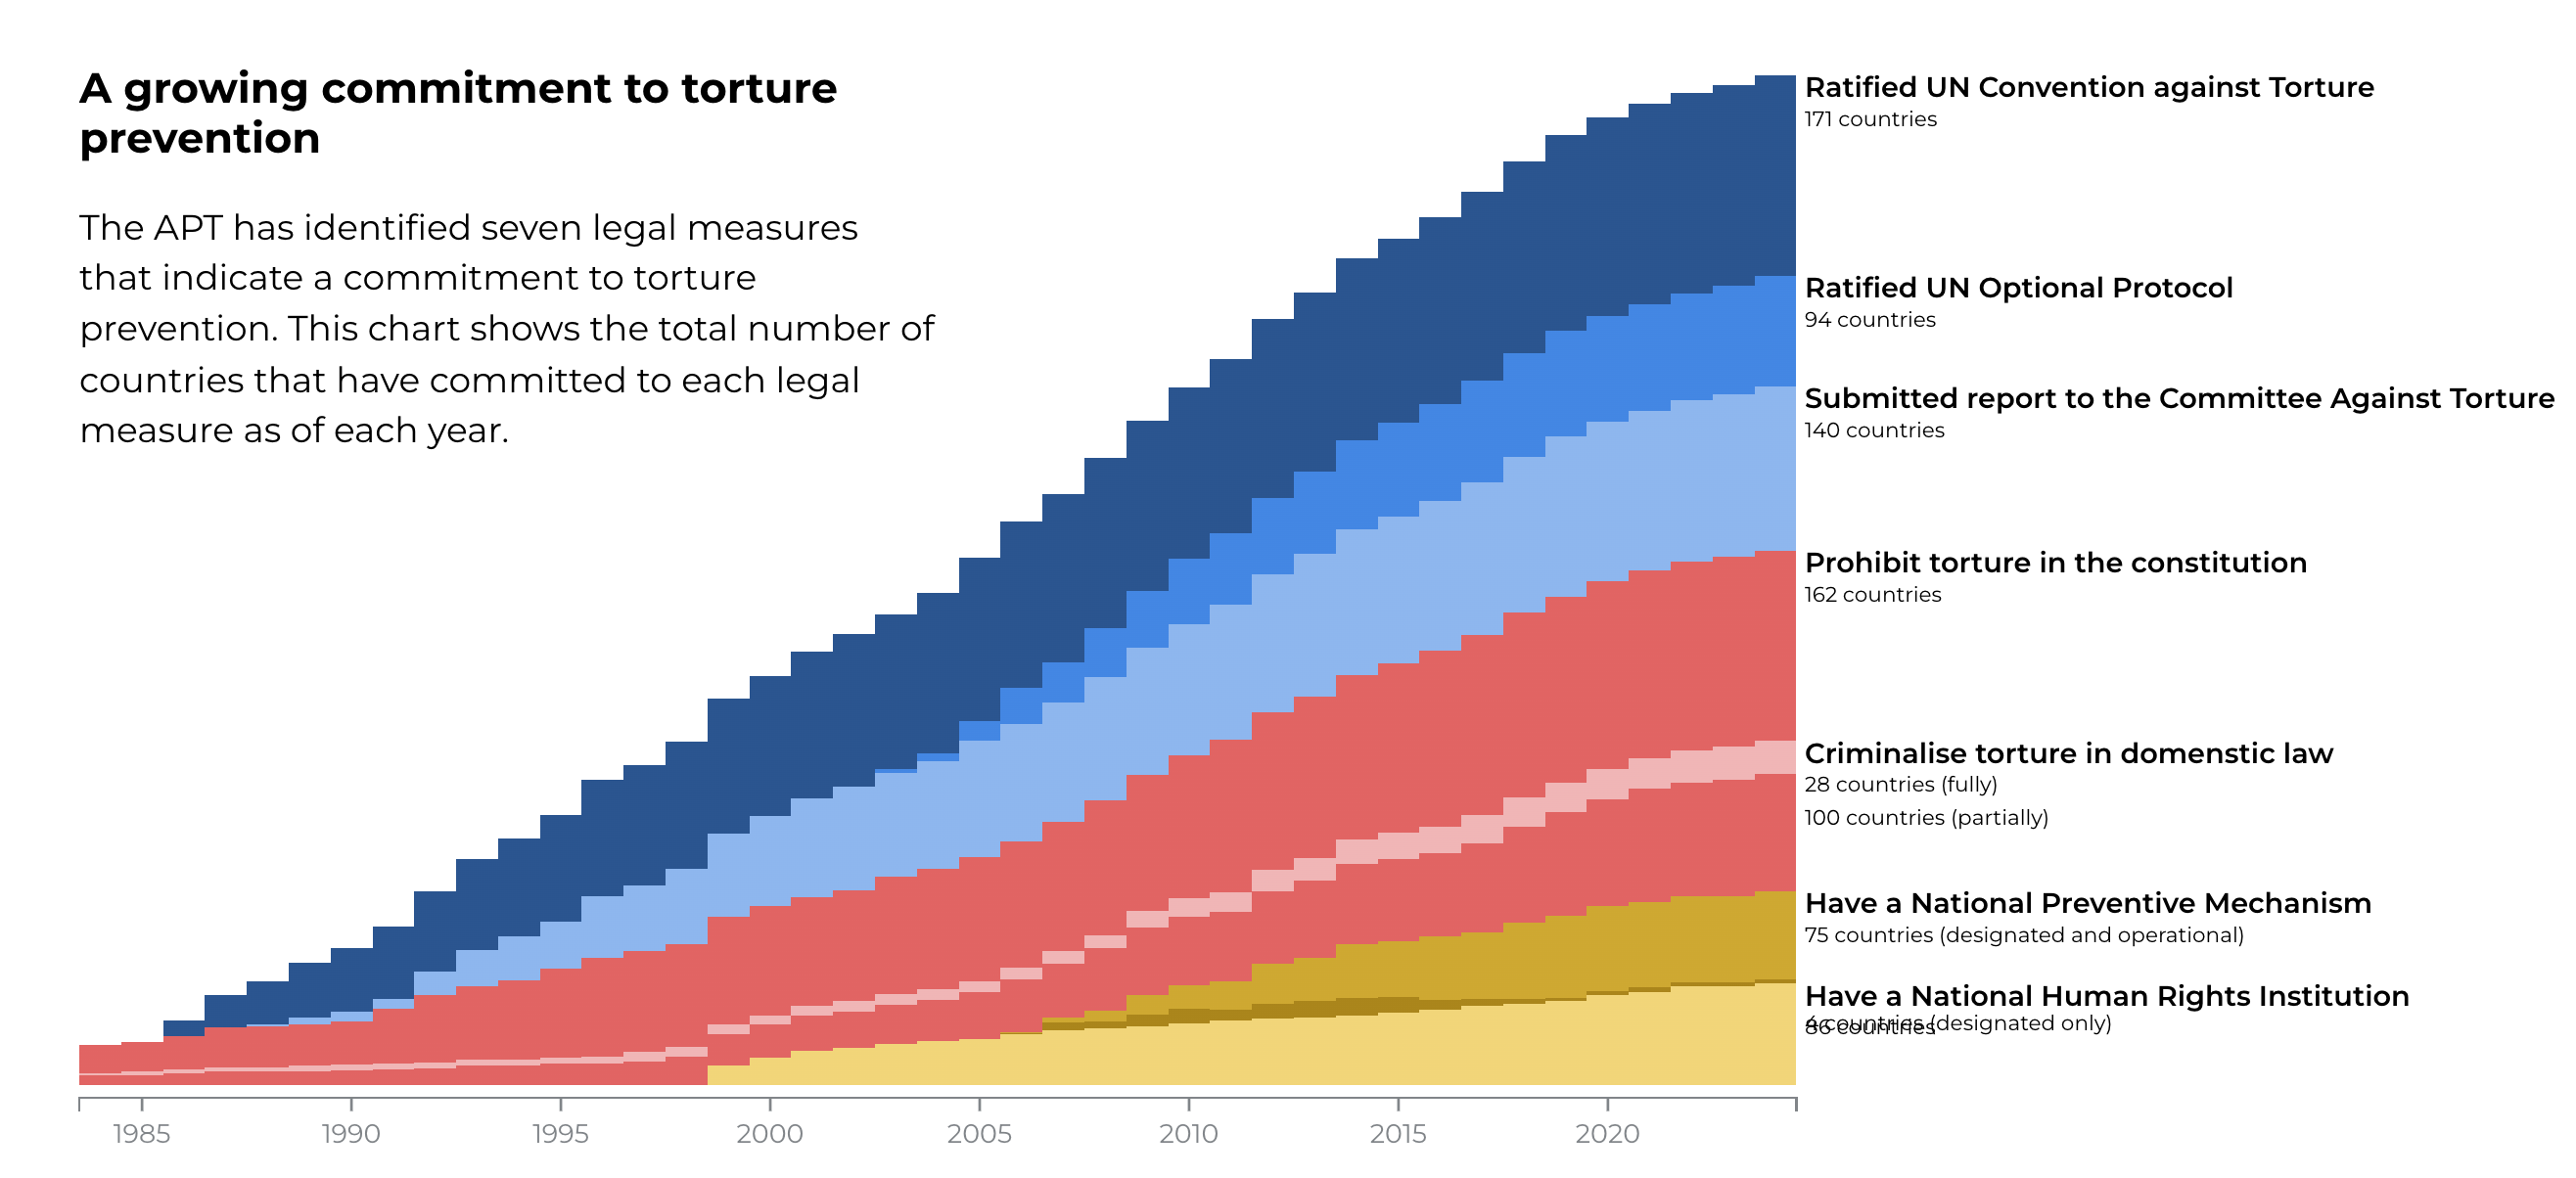 A growing commitment to torture
prevention
The APT has identified seven legal measures
that indicate a commitment to torture
prevention. This chart shows the total number of
countries that have committed to each legal
measure as of each year.
Ratified UN Convention against Torture
171 countries
Ratified UN Optional Protocol
94 countries
Submitted report to the Committee Against Torture
140 countries
Prohibit torture in the constitution
162 countries
Criminalise torture in domenstic law
28 countries (fully)
100 countries (partially)
Have a National Preventive Mechanism
75 countries (designated and operational)
Have a National Human Rights Institution
4 countries (designated only)
86 countries
1985 1990 1995 2000 2005 2010 2015 2020